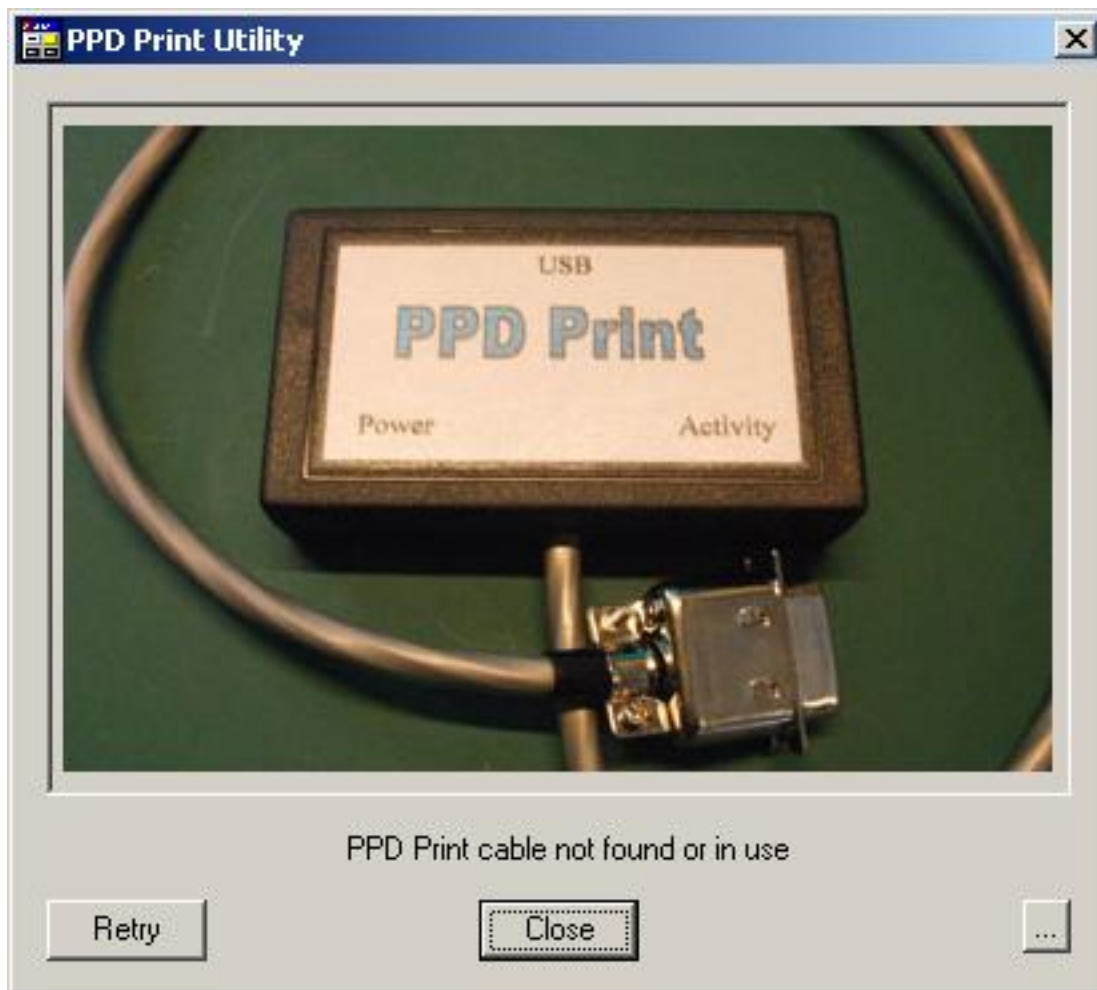 PPD Print Utility
USB
PPD Print
Power
Activity
PPD Print cable not found or in use
Retry
Close
...